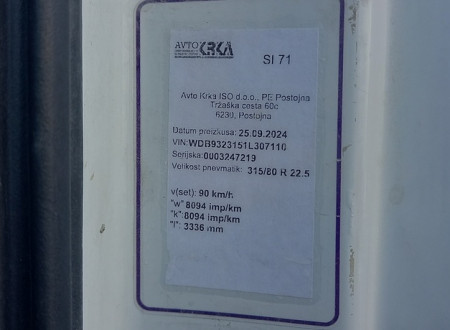 AVTO KRKA
SI 71
Avto Krka ISO d.o.o., PE Postojna
Tržaška cesta 60c
6230, Postojna
Datum preizkusa: 25.09.2024
VIN:WDB9323151L307110
Serijska:0003247219
Velikost pnevmatik: 315/80 R 22.5
v(set): 90 km/h
"w" 8094 imp/km
"k":8094 imp/km
"l": 3336 mm